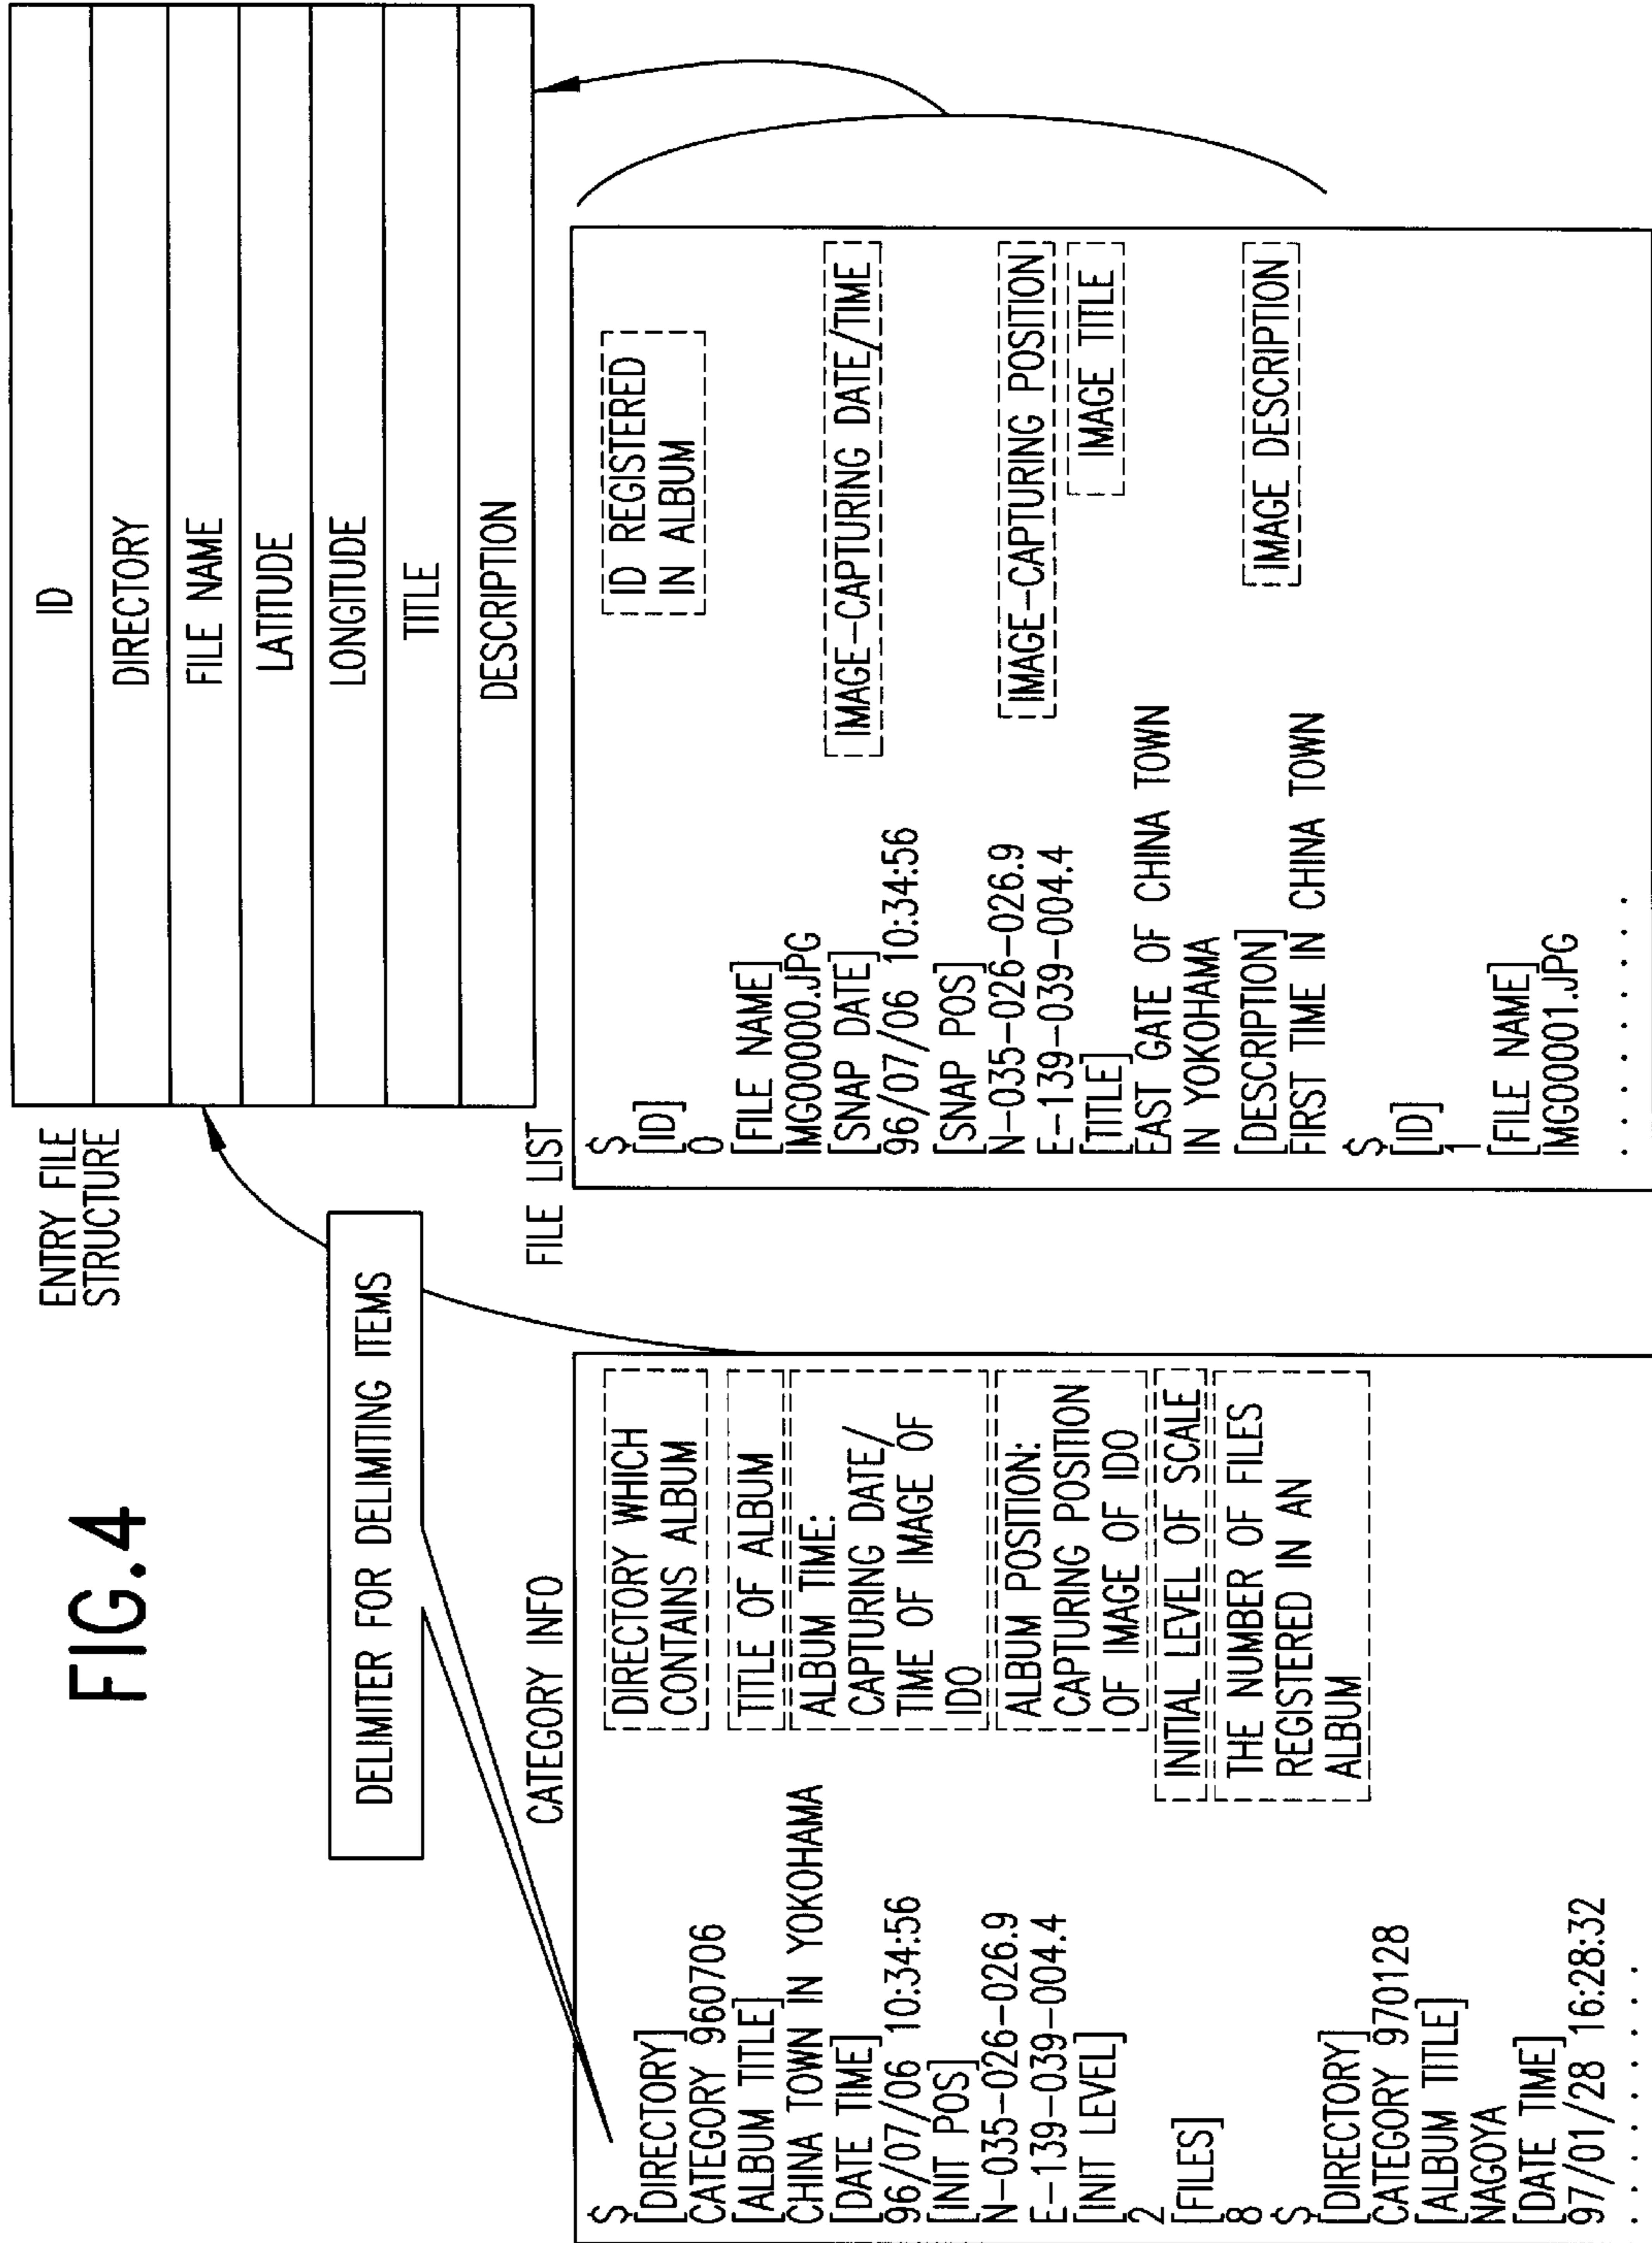 FIG.4
DELIMITER FOR DELIMITING ITEMS
CATEGORY INFO
$
[DIRECTORY]
CATEGORY 960706
[ALBUM TITLE]
CHINA TOWN IN YOKOHAMA
[DATE TIME]
96/07/06 10:34:56
[INIT POS]
N-035-026-026.9
E-139-039-004.4
[INIT LEVEL]
2
[FILES]
8
$
[DIRECTORY]
CATEGORY 970128
[ALBUM TITLE]
NAGOYA
[DATE TIME]
97/01/28 16:28:32
. . . . . . . .
DIRECTORY WHICH
CONTAINS ALBUM
TITLE OF ALBUM
ALBUM TIME:
CAPTURING DATE/
TIME OF IMAGE OF
ID0
ALBUM POSITION:
CAPTURING POSITION
OF IMAGE OF ID0
INITIAL LEVEL OF SCALE
THE NUMBER OF FILES
REGISTERED IN AN
ALBUM
ENTRY FILE
STRUCTURE
ID
DIRECTORY
FILE NAME
LATITUDE
LONGITUDE
TITLE
DESCRIPTION
FILE LIST
$
[ID]
0
[FILE NAME]
IMG00000.JPG
[SNAP DATE]
96/07/06 10:34:56
[SNAP POS]
N-035-026-026.9
E-139-039-004.4
[TITLE]
EAST GATE OF CHINA TOWN
IN YOKOHAMA
[DESCRIPTION]
FIRST TIME IN CHINA TOWN
$
[ID]
1
[FILE NAME]
IMG00001.JPG
. . . . . . . .
ID REGISTERED
IN ALBUM
IMAGE-CAPTURING DATE/TIME
IMAGE-CAPTURING POSITION
IMAGE TITLE
IMAGE DESCRIPTION